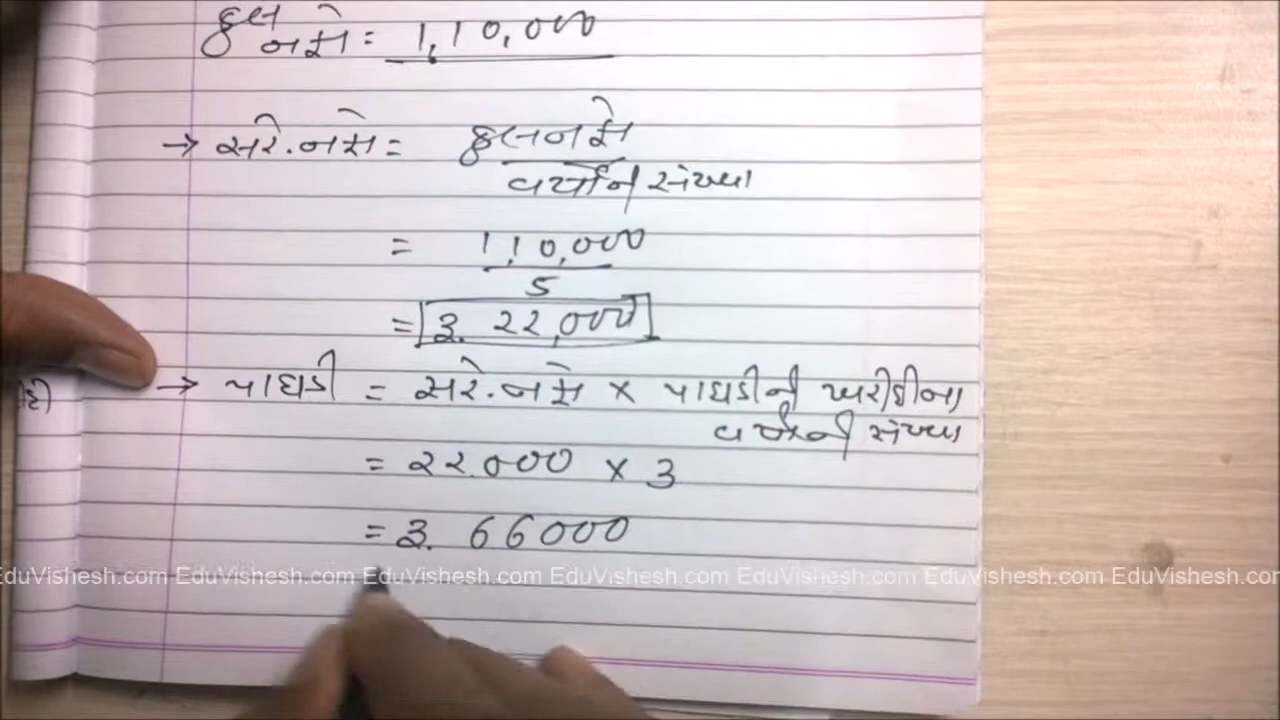 કુલ
નફો = 1,10,000
→ સરે. નફો = કુલ નફો
વર્ષોની સંખ્યા
= 1,10,000
5
= રૂ. 22,000
→ પાઘડી = સરે. નફો × પાઘડીની ખરીદીના
વર્ષોની સંખ્યા
= 22,000 × 3
= રૂ. 66000
EduVishesh.com EduVishesh.com EduVishesh.com EduVishesh.com EduVishesh.com EduVishesh.com EduVishesh.com